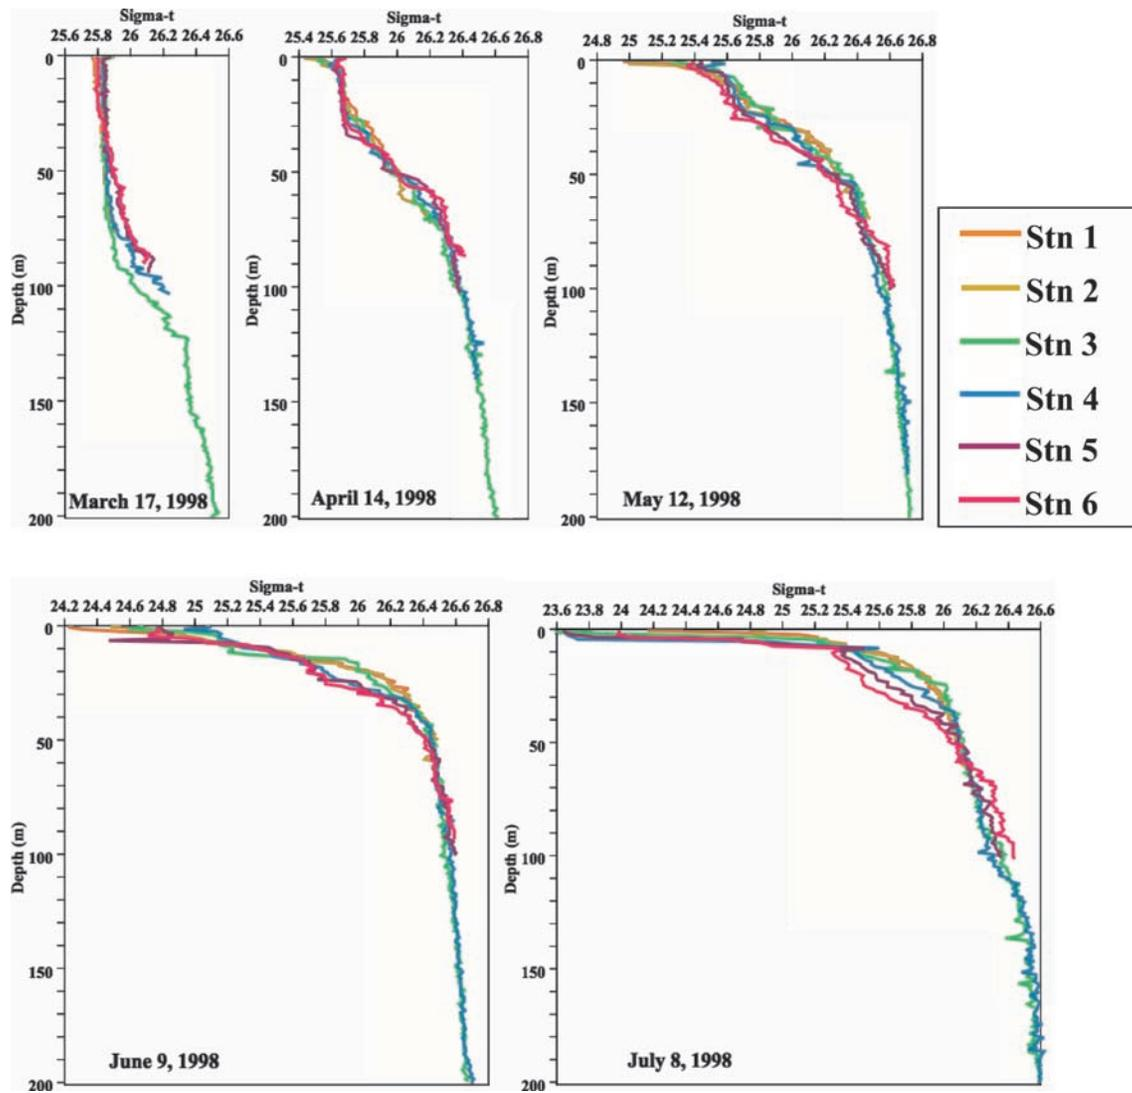 Sigma-t
25.6 25.8 26 26.2 26.4 26.6
0
50
100
150
200
Depth (m)
March 17, 1998
Sigma-t
25.4 25.6 25.8 26 26.2 26.4 26.6 26.8
0
50
100
150
200
Depth (m)
April 14, 1998
Sigma-t
24.8 25 25.2 25.4 25.6 25.8 26 26.2 26.4 26.6 26.8
0
50
100
150
200
Depth (m)
May 12, 1998
Stn 1
Stn 2
Stn 3
Stn 4
Stn 5
Stn 6
Sigma-t
24.2 24.4 24.6 24.8 25 25.2 25.4 25.6 25.8 26 26.2 26.4 26.6 26.8
0
50
100
150
200
Depth (m)
June 9, 1998
Sigma-t
23.6 23.8 24 24.2 24.4 24.6 24.8 25 25.2 25.4 25.6 25.8 26 26.2 26.4 26.6
0
50
100
150
200
Depth (m)
July 8, 1998